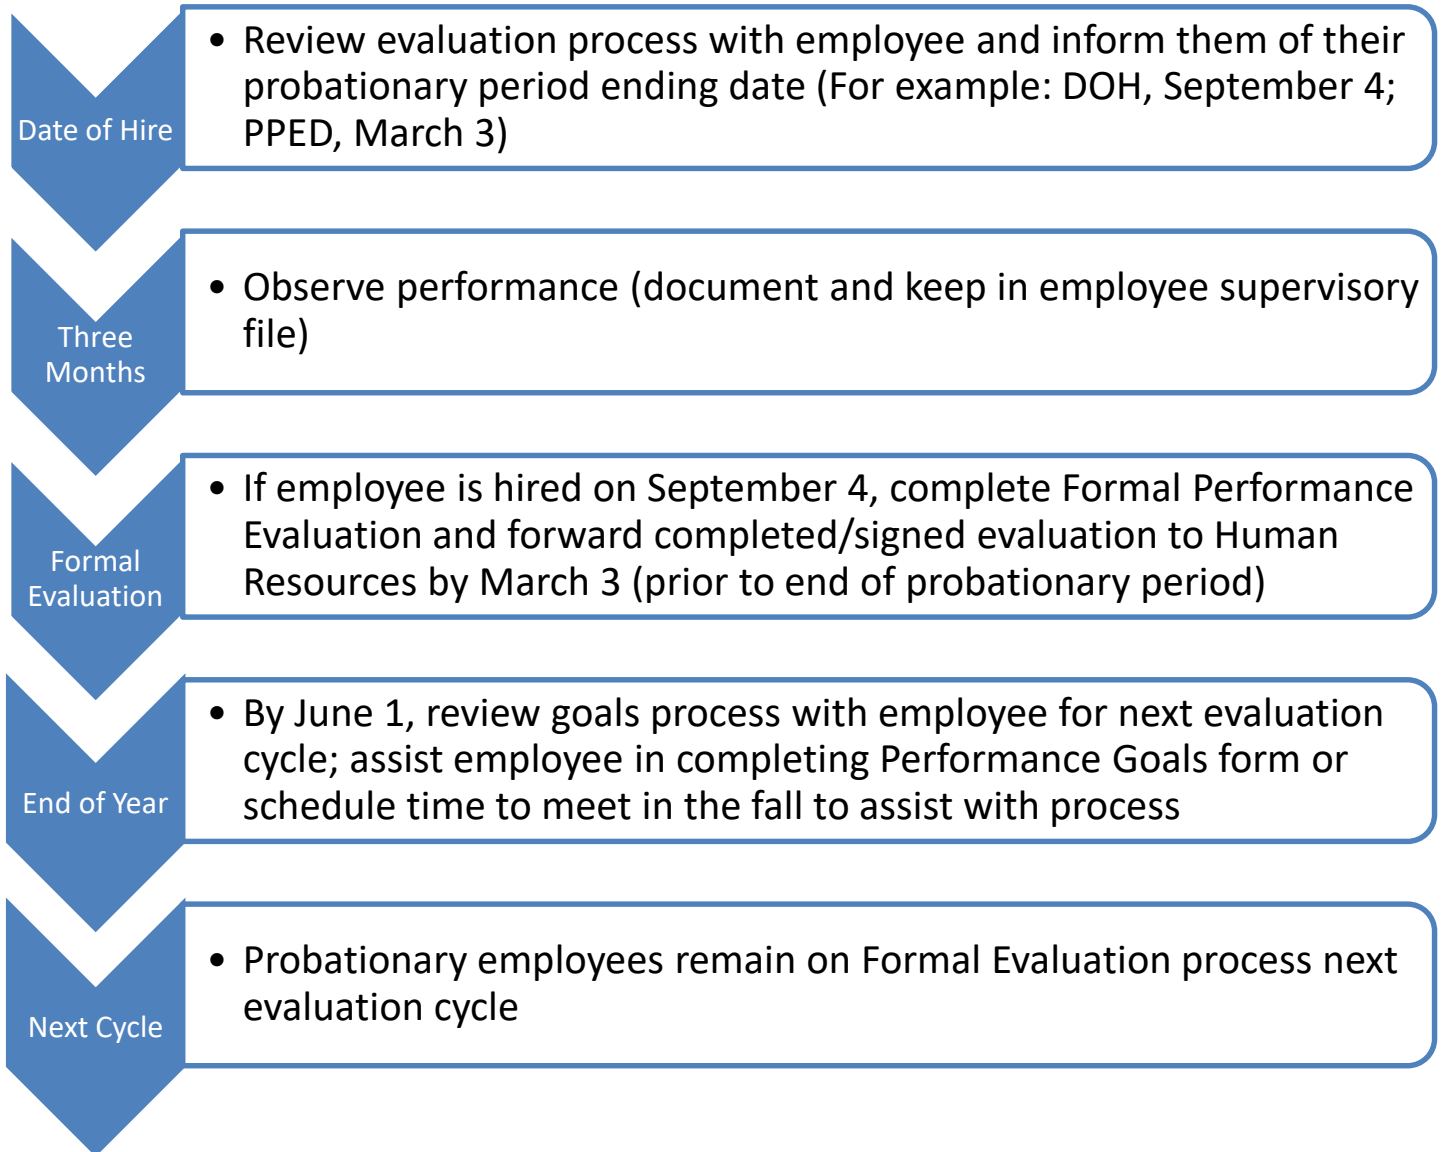 Date of Hire
• Review evaluation process with employee and inform them of their
probationary period ending date (For example: DOH, September 4;
PPED, March 3)
Three
Months
• Observe performance (document and keep in employee supervisory
file)
Formal
Evaluation
• If employee is hired on September 4, complete Formal Performance
Evaluation and forward completed/signed evaluation to Human
Resources by March 3 (prior to end of probationary period)
End of Year
• By June 1, review goals process with employee for next evaluation
cycle; assist employee in completing Performance Goals form or
schedule time to meet in the fall to assist with process
Next Cycle
• Probationary employees remain on Formal Evaluation process next
evaluation cycle